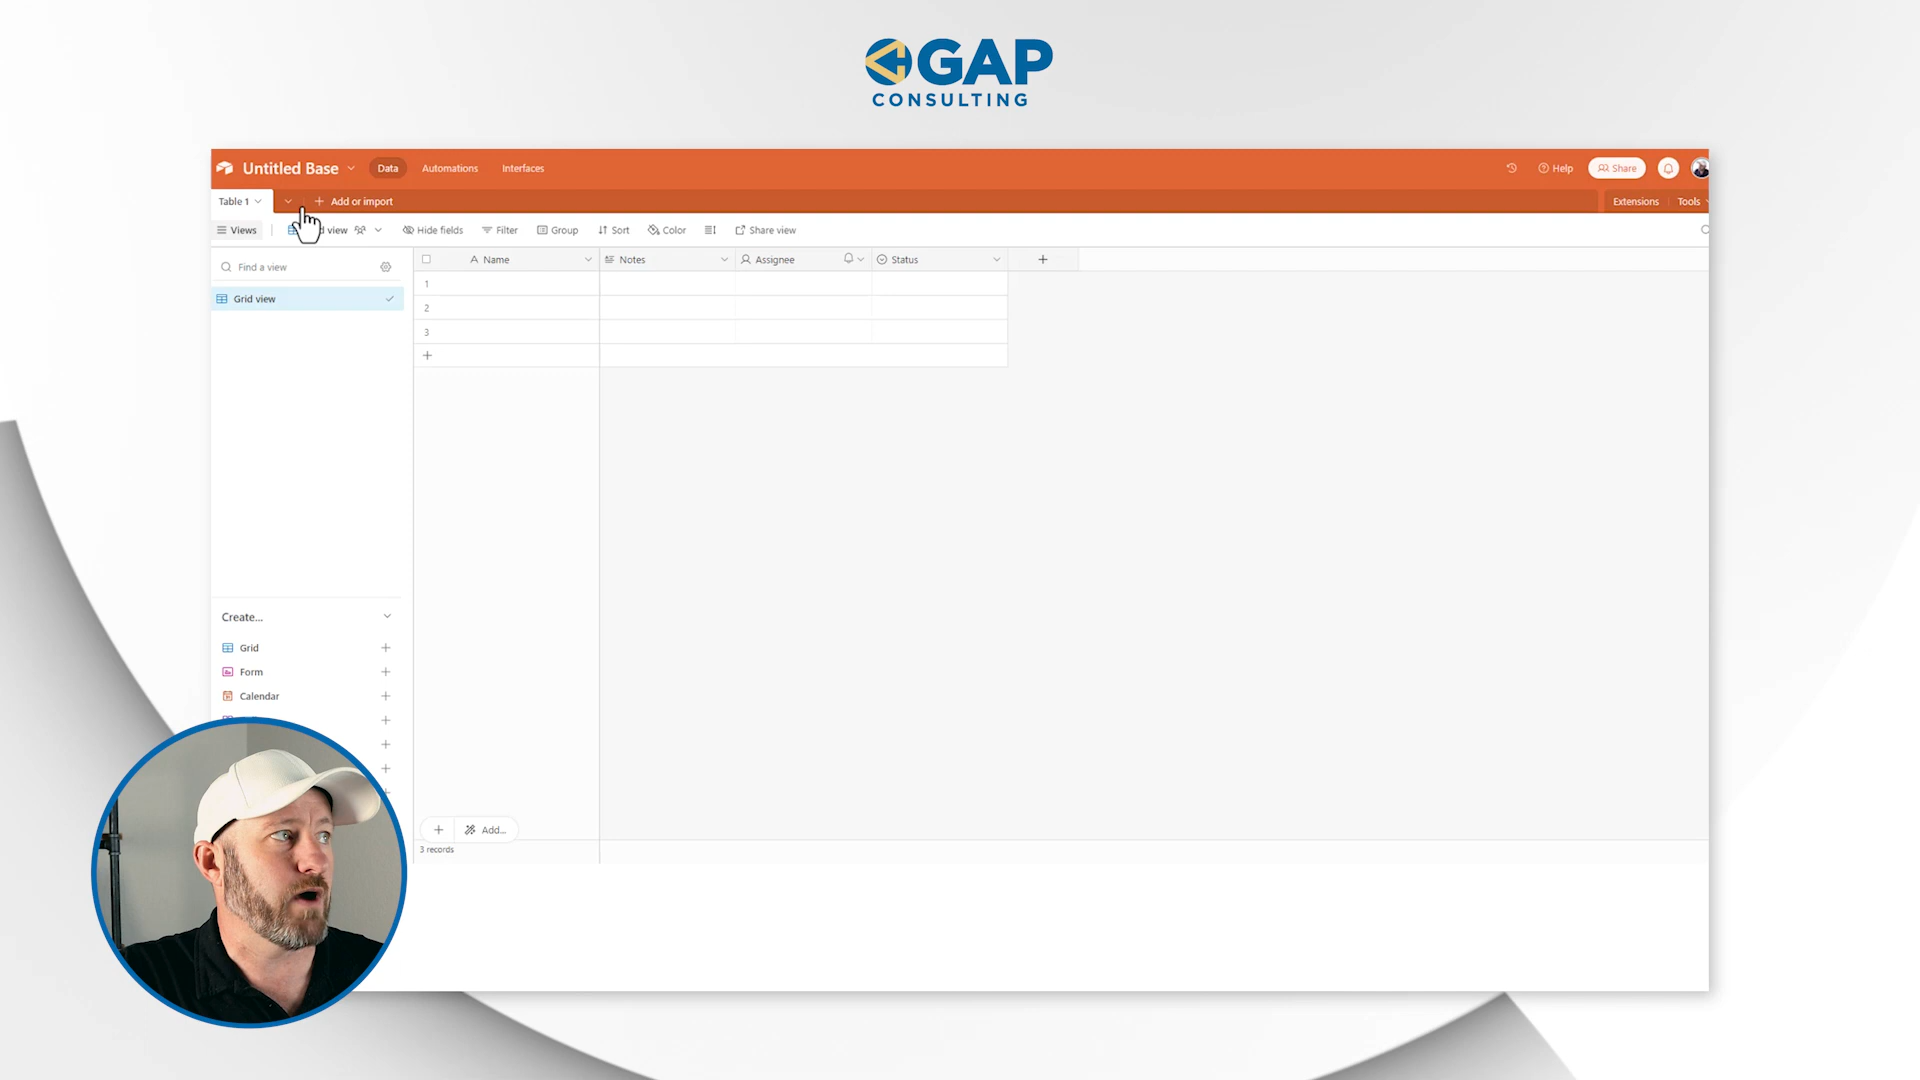 GAP
CONSULTING
Untitled Base
Data
Automations
Interfaces
Help
Share
Table 1
Add or import
Extensions
Tools
Views
view
Hide fields
Filter
Group
Sort
Color
Share view
Find a view
Name
Notes
Assignee
Status
Grid view
1
2
3
Create...
Grid
Form
Calendar
Add...
3 records